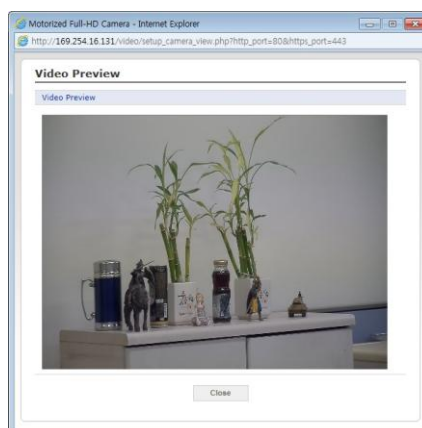 Motorized Full-HD Camera - Internet Explorer
http://169.254.16.131/video/setup_camera_view.php?http_port=80&https_port=443
Video Preview
Video Preview
Close